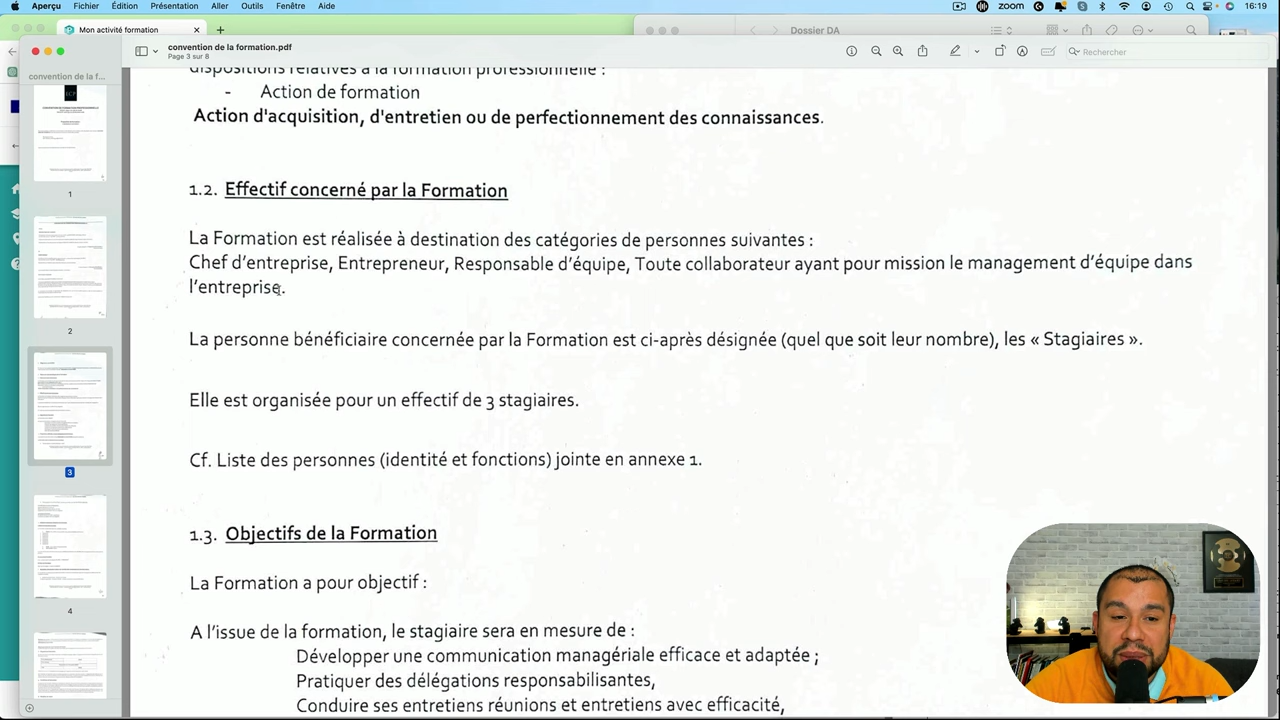 Aperçu Fichier Édition Présentation Aller Outils Fenêtre Aide zoom 16:19
Mon activité formation
Dossier DA
convention de la formation.pdf
Page 3 sur 8
Rechercher
convention de la f...
1
2
3
4
dispositions relatives à la formation professionnelle :
- Action de formation
Action d'acquisition, d'entretien ou de perfectionnement des connaissances.
1.2. Effectif concerné par la Formation
La Formation est réalisée à destination des catégories de personnes suivantes :
Chef d'entreprise, Entrepreneur, Responsable d'équipe, Toute collaborateur ayant pour mission le management d'équipe dans
l'entreprise.
La personne bénéficiaire concernée par la Formation est ci-après désignée (quel que soit leur nombre), les « Stagiaires ».
Elle est organisée pour un effectif de 3 stagiaires.
Cf. Liste des personnes (identité et fonctions) jointe en annexe 1.
1.3. Objectifs de la Formation
La Formation a pour objectif :
A l'issue de la formation, le stagiaire sera en mesure de :
Développer une communication managériale efficace et adaptée ;
Pratiquer des délégations responsabilisantes,
Conduire ses entretiens réunions et entretiens avec efficacité,